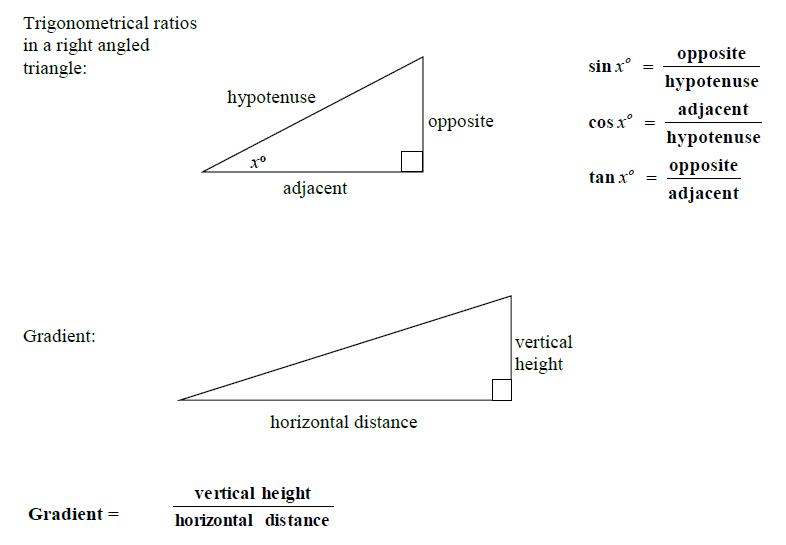 Trigonometrical ratios
in a right angled
triangle:
hypotenuse
opposite
x°
adjacent
sin x° = opposite / hypotenuse
cos x° = adjacent / hypotenuse
tan x° = opposite / adjacent
Gradient:
vertical
height
horizontal distance
Gradient = vertical height / horizontal distance